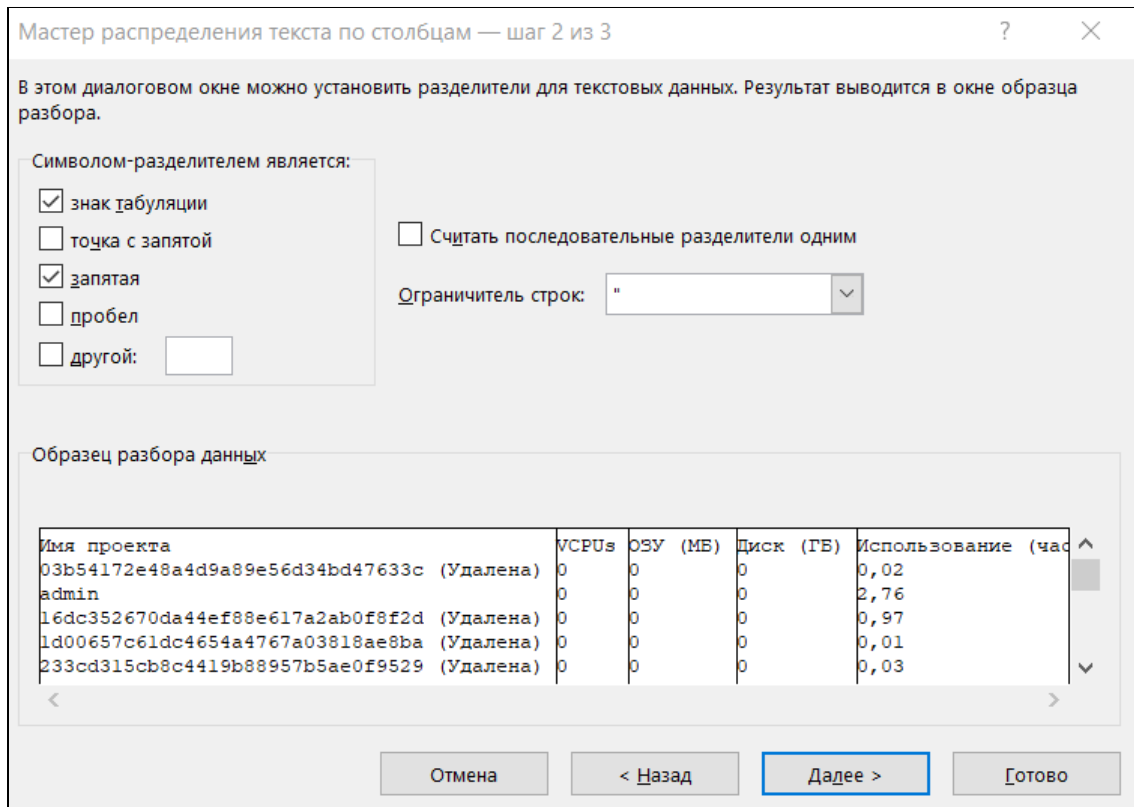 Мастер распределения текста по столбцам — шаг 2 из 3 ?
В этом диалоговом окне можно установить разделители для текстовых данных. Результат выводится в окне образца
разбора.
Символом-разделителем является:
знак табуляции
точка с запятой
запятая
пробел
другой:
Считать последовательные разделители одним
Ограничитель строк: "
Образец разбора данных
Имя проекта VCPUs ОЗУ (МБ) Диск (ГБ) Использование (час
03b54172e48a4d9a89e56d34bd47633c (Удалена) 0 0 0 0,02
admin 0 0 0 2,76
16dc352670da44ef88e617a2ab0f8f2d (Удалена) 0 0 0 0,97
1d00657c61dc4654a4767a03818ae8ba (Удалена) 0 0 0 0,01
233cd315cb8c4419b88957b5ae0f9529 (Удалена) 0 0 0 0,03
Отмена < Назад Далее > Готово